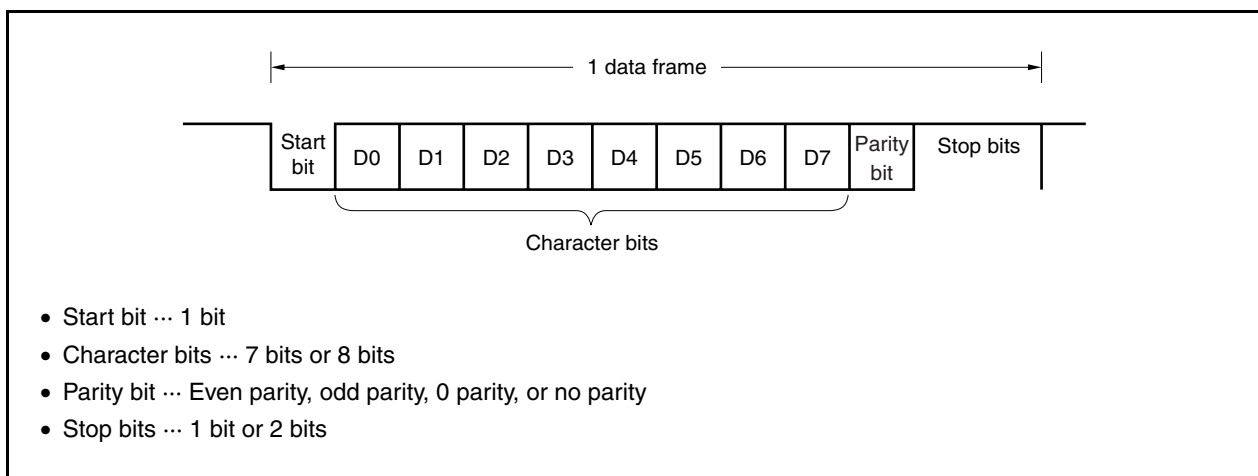 1 data frame
Start bit D0 D1 D2 D3 D4 D5 D6 D7 Parity bit Stop bits
Character bits
• Start bit ··· 1 bit
• Character bits ··· 7 bits or 8 bits
• Parity bit ··· Even parity, odd parity, 0 parity, or no parity
• Stop bits ··· 1 bit or 2 bits